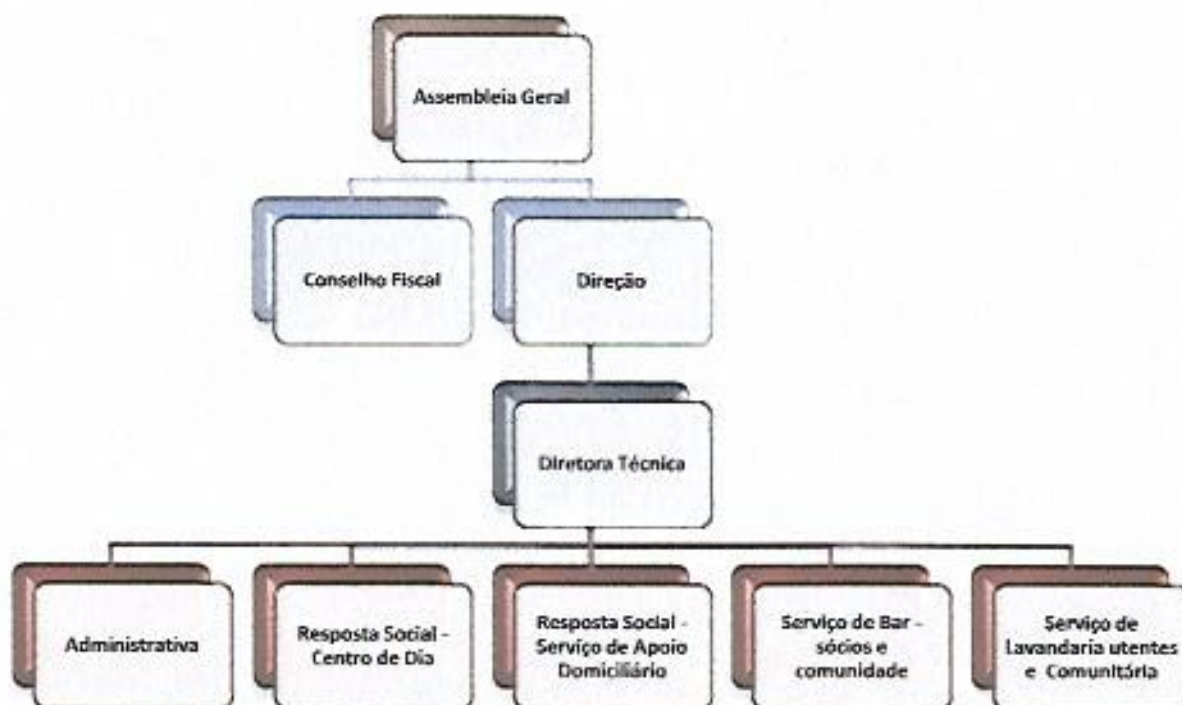 Assembleia Geral
Conselho Fiscal
Direção
Diretora Técnica
Administrativa
Resposta Social -
Centro de Dia
Resposta Social -
Serviço de Apoio
Domiciliário
Serviço de Bar -
sócios e
comunidade
Serviço de
Lavandaria utentes
e Comunitária